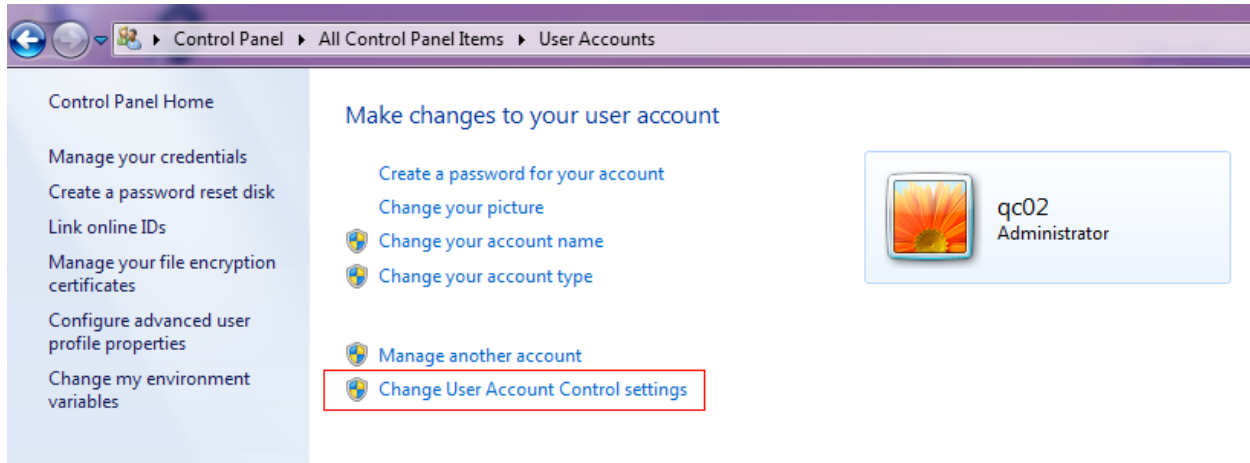 Control Panel ▸ All Control Panel Items ▸ User Accounts
Control Panel Home
Manage your credentials
Create a password reset disk
Link online IDs
Manage your file encryption
certificates
Configure advanced user
profile properties
Change my environment
variables
Make changes to your user account
Create a password for your account
Change your picture
Change your account name
Change your account type
Manage another account
Change User Account Control settings
qc02
Administrator